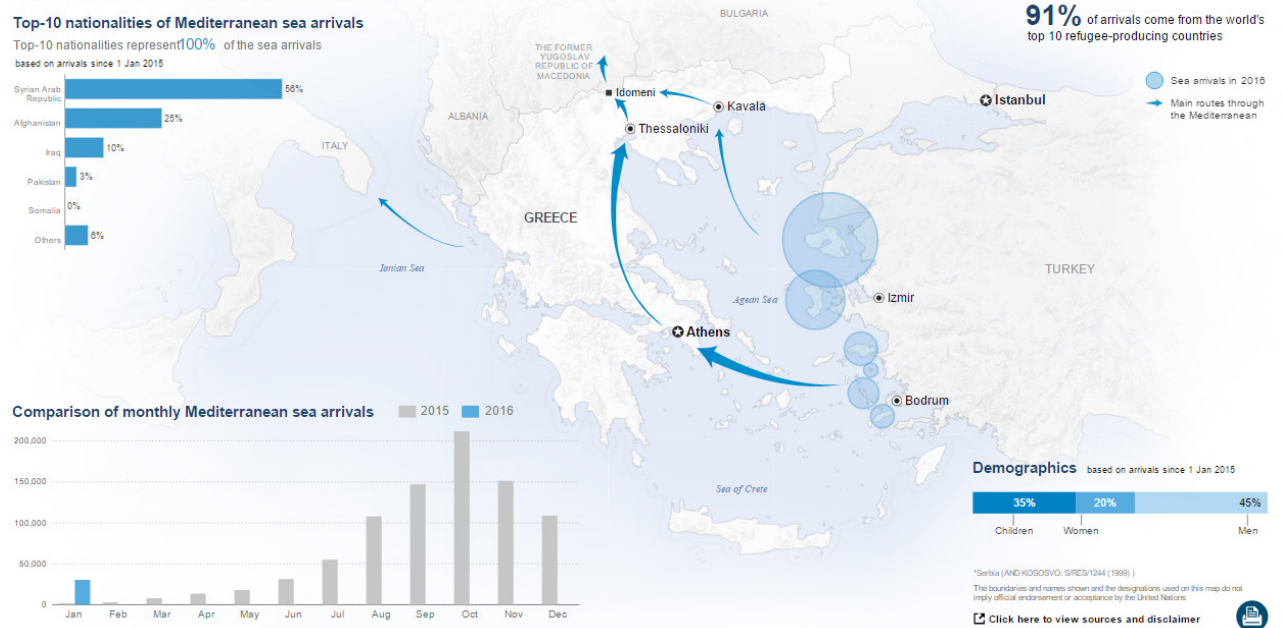 Top-10 nationalities of Mediterranean sea arrivals
Top-10 nationalities represent100% of the sea arrivals
based on arrivals since 1 Jan 2015
Syrian Arab
Republic
56%
Afghanistan
25%
Iraq
10%
Pakistan
3%
Somalia
0%
Others
6%
BULGARIA
THE FORMER
YUGOSLAV
REPUBLIC OF
MACEDONIA
Idomeni
Kavala
Thessaloniki
ALBANIA
ITALY
GREECE
Istanbul
Ionian Sea
Agean Sea
TURKEY
Izmir
Athens
Bodrum
Sea of Crete
91% of arrivals come from the world's
top 10 refugee-producing countries
Sea arrivals in 2016
Main routes through
the Mediterranean
Comparison of monthly Mediterranean sea arrivals
2015
2016
200,000
150,000
100,000
50,000
0
Jan Feb Mar Apr May Jun Jul Aug Sep Oct Nov Dec
Demographics based on arrivals since 1 Jan 2015
35% 20% 45%
Children Women Men
*Serbia (AND KOSOSVO: S/RES/1244 (1999) )
The boundaries and names shown and the designations used on this map do not
imply official endorsement or acceptance by the United Nations
Click here to view sources and disclaimer